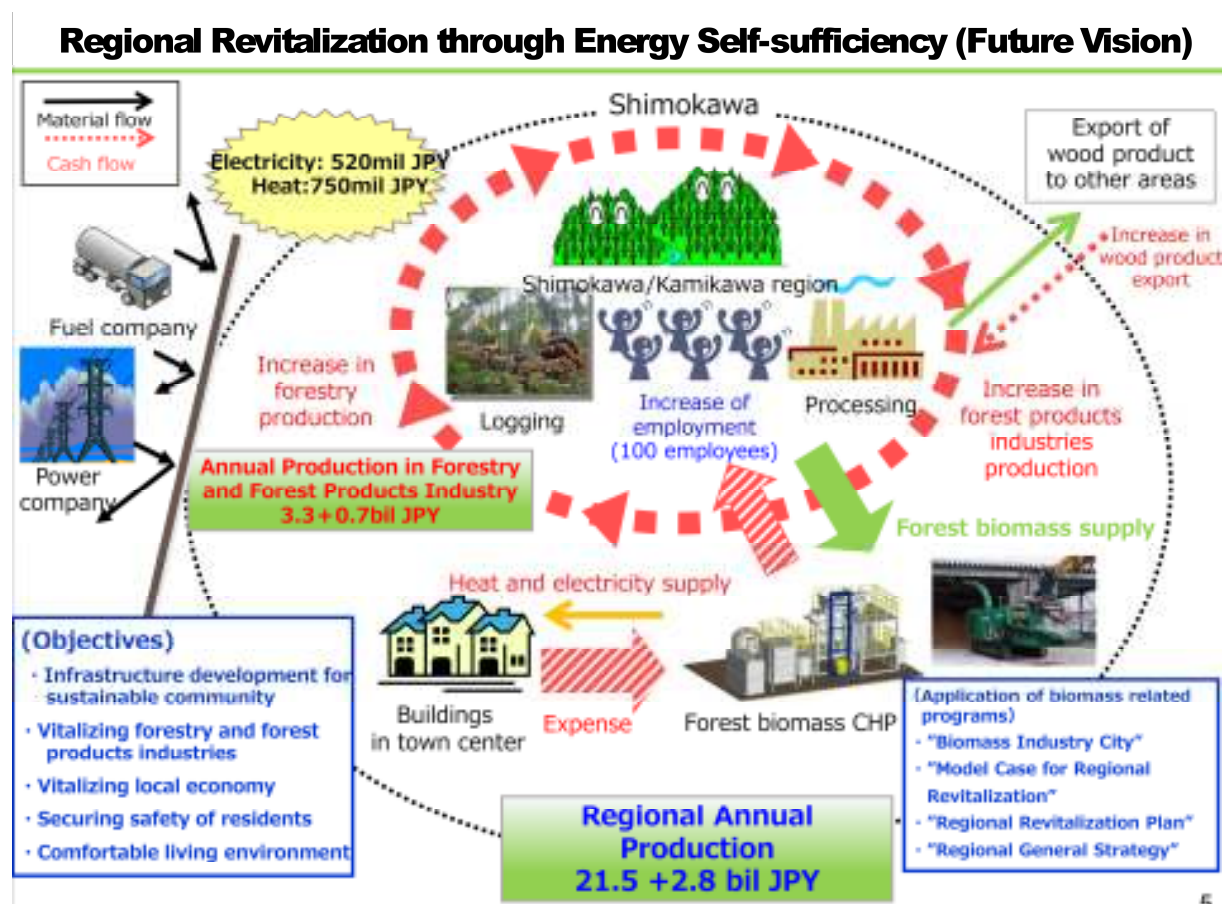 Regional Revitalization through Energy Self-sufficiency (Future Vision)
Material flow
Cash flow
Electricity: 520mil JPY
Heat:750mil JPY
Shimokawa
Export of
wood product
to other areas
Increase in
wood product
export
Fuel company
Shimokawa/Kamikawa region
Increase in
forestry
production
Logging
Increase of
employment
(100 employees)
Processing
Increase in
forest products
industries
production
Power
company
Annual Production in Forestry
and Forest Products Industry
3.3+0.7bil JPY
Forest biomass supply
Heat and electricity supply
Buildings
in town center
Expense
Forest biomass CHP
(Objectives)
・Infrastructure development for
sustainable community
・Vitalizing forestry and forest
products industries
・Vitalizing local economy
・Securing safety of residents
・Comfortable living environment
(Application of biomass related
programs)
・"Biomass Industry City"
・"Model Case for Regional
Revitalization"
・"Regional Revitalization Plan"
・"Regional General Strategy"
Regional Annual
Production
21.5 +2.8 bil JPY